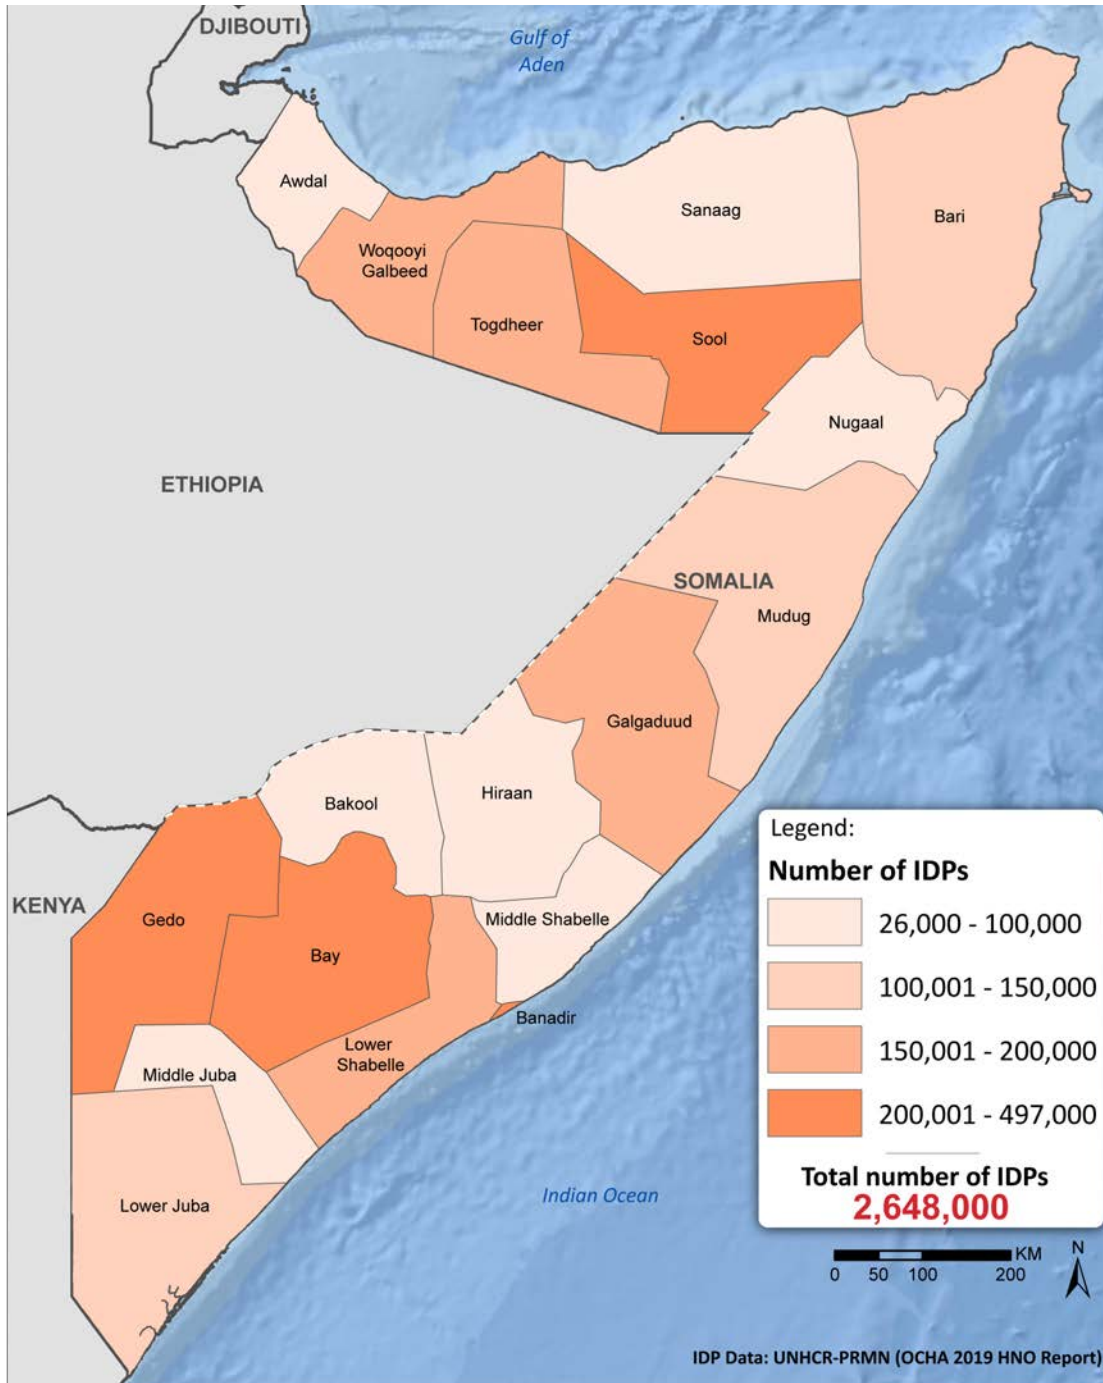 DJIBOUTI
Gulf of
Aden
Awdal
Sanaag
Bari
Woqooyi
Galbeed
Togdheer
Sool
Nugaal
ETHIOPIA
SOMALIA
Mudug
Galgaduud
Hiraan
Bakool
KENYA
Gedo
Middle Shabelle
Bay
Banadir
Lower
Shabelle
Middle Juba
Lower Juba
Indian Ocean
Legend:
Number of IDPs
26,000 - 100,000
100,001 - 150,000
150,001 - 200,000
200,001 - 497,000
Total number of IDPs
2,648,000
KM
N
0 50 100 200
IDP Data: UNHCR-PRMN (OCHA 2019 HNO Report)